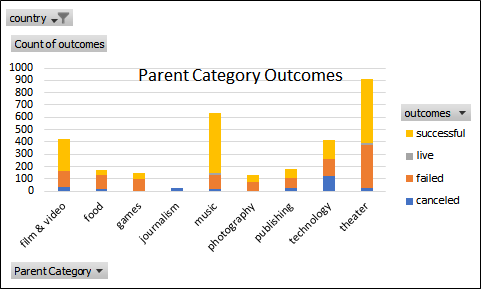 country
Count of outcomes
Parent Category Outcomes
1000
900
800
700
600
500
400
300
200
100
0
film & video
food
games
journalism
music
photography
publishing
technology
theater
outcomes
successful
live
failed
canceled
Parent Category